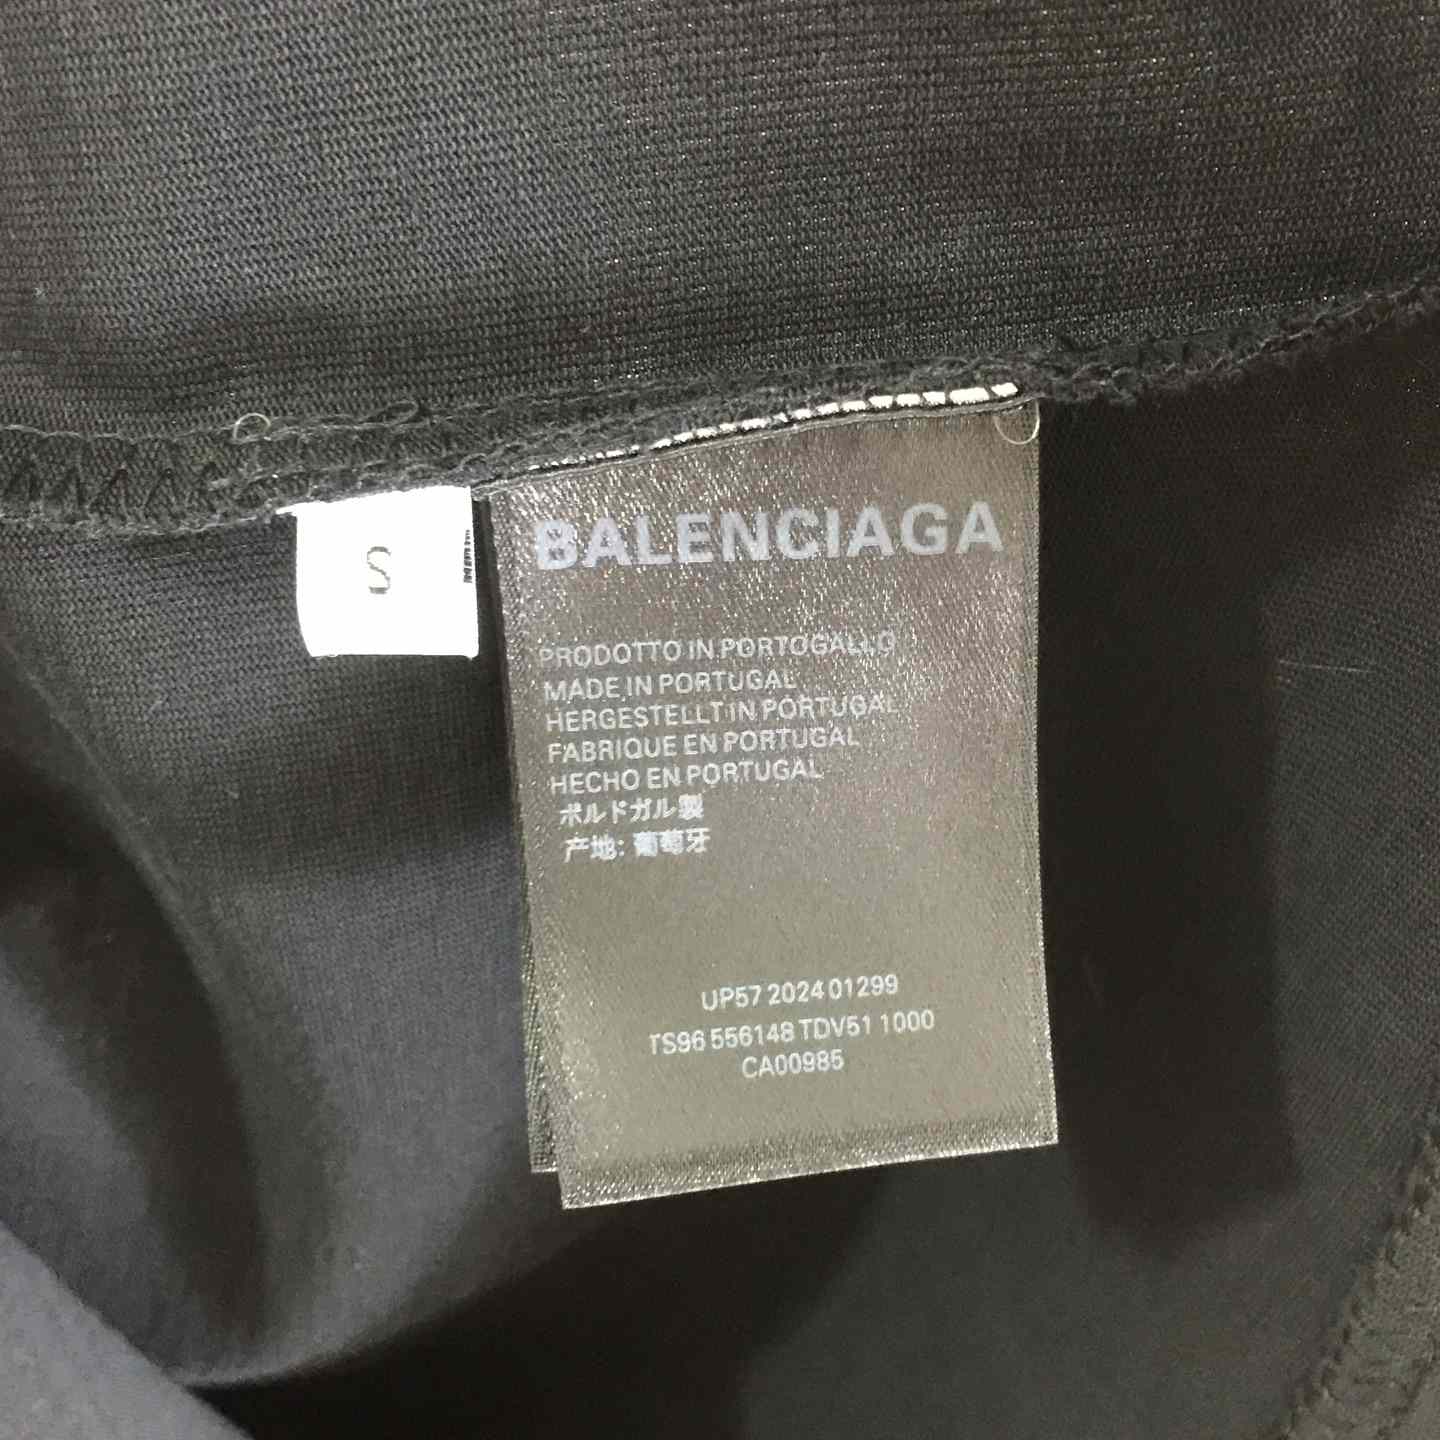 S
BALENCIAGA
PRODOTTO IN PORTOGALLO
MADE IN PORTUGAL
HERGESTELLT IN PORTUGAL
FABRIQUE EN PORTUGAL
HECHO EN PORTUGAL
ポルドガル製
产地: 葡萄牙
UP57 2024 01299
TS96 556148 TDV51 1000
CA00985